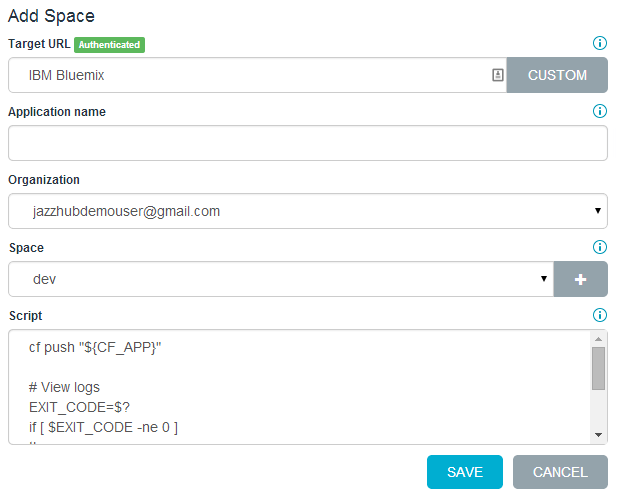 Add Space
Target URL Authenticated
IBM Bluemix CUSTOM
Application name
Organization
jazzhubdemouser@gmail.com
Space
dev
Script
cf push "${CF_APP}"
# View logs
EXIT_CODE=$?
if [ $EXIT_CODE -ne 0 ]
SAVE CANCEL